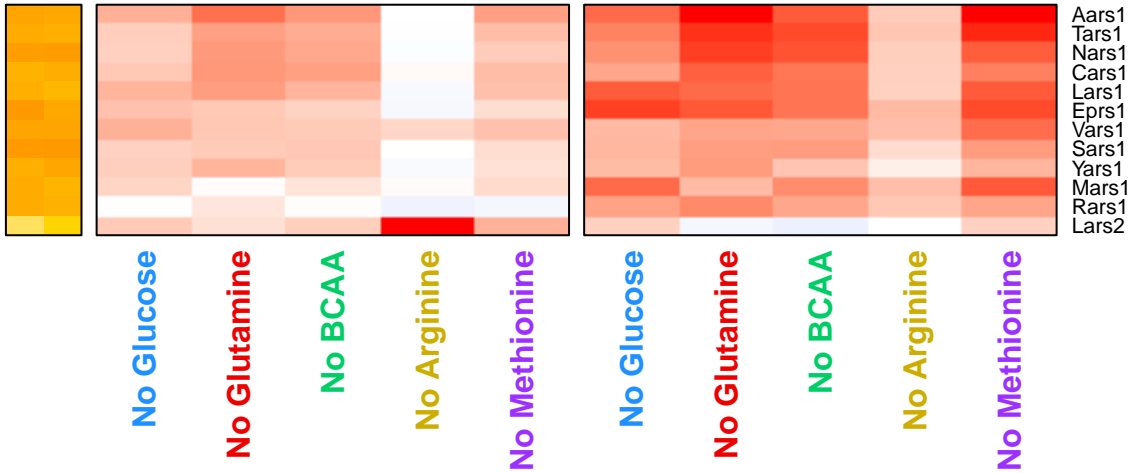 Aars1
Tars1
Nars1
Cars1
Lars1
Eprs1
Vars1
Sars1
Yars1
Mars1
Rars1
Lars2
No Glucose
No Glutamine
No BCAA
No Arginine
No Methionine
No Glucose
No Glutamine
No BCAA
No Arginine
No Methionine